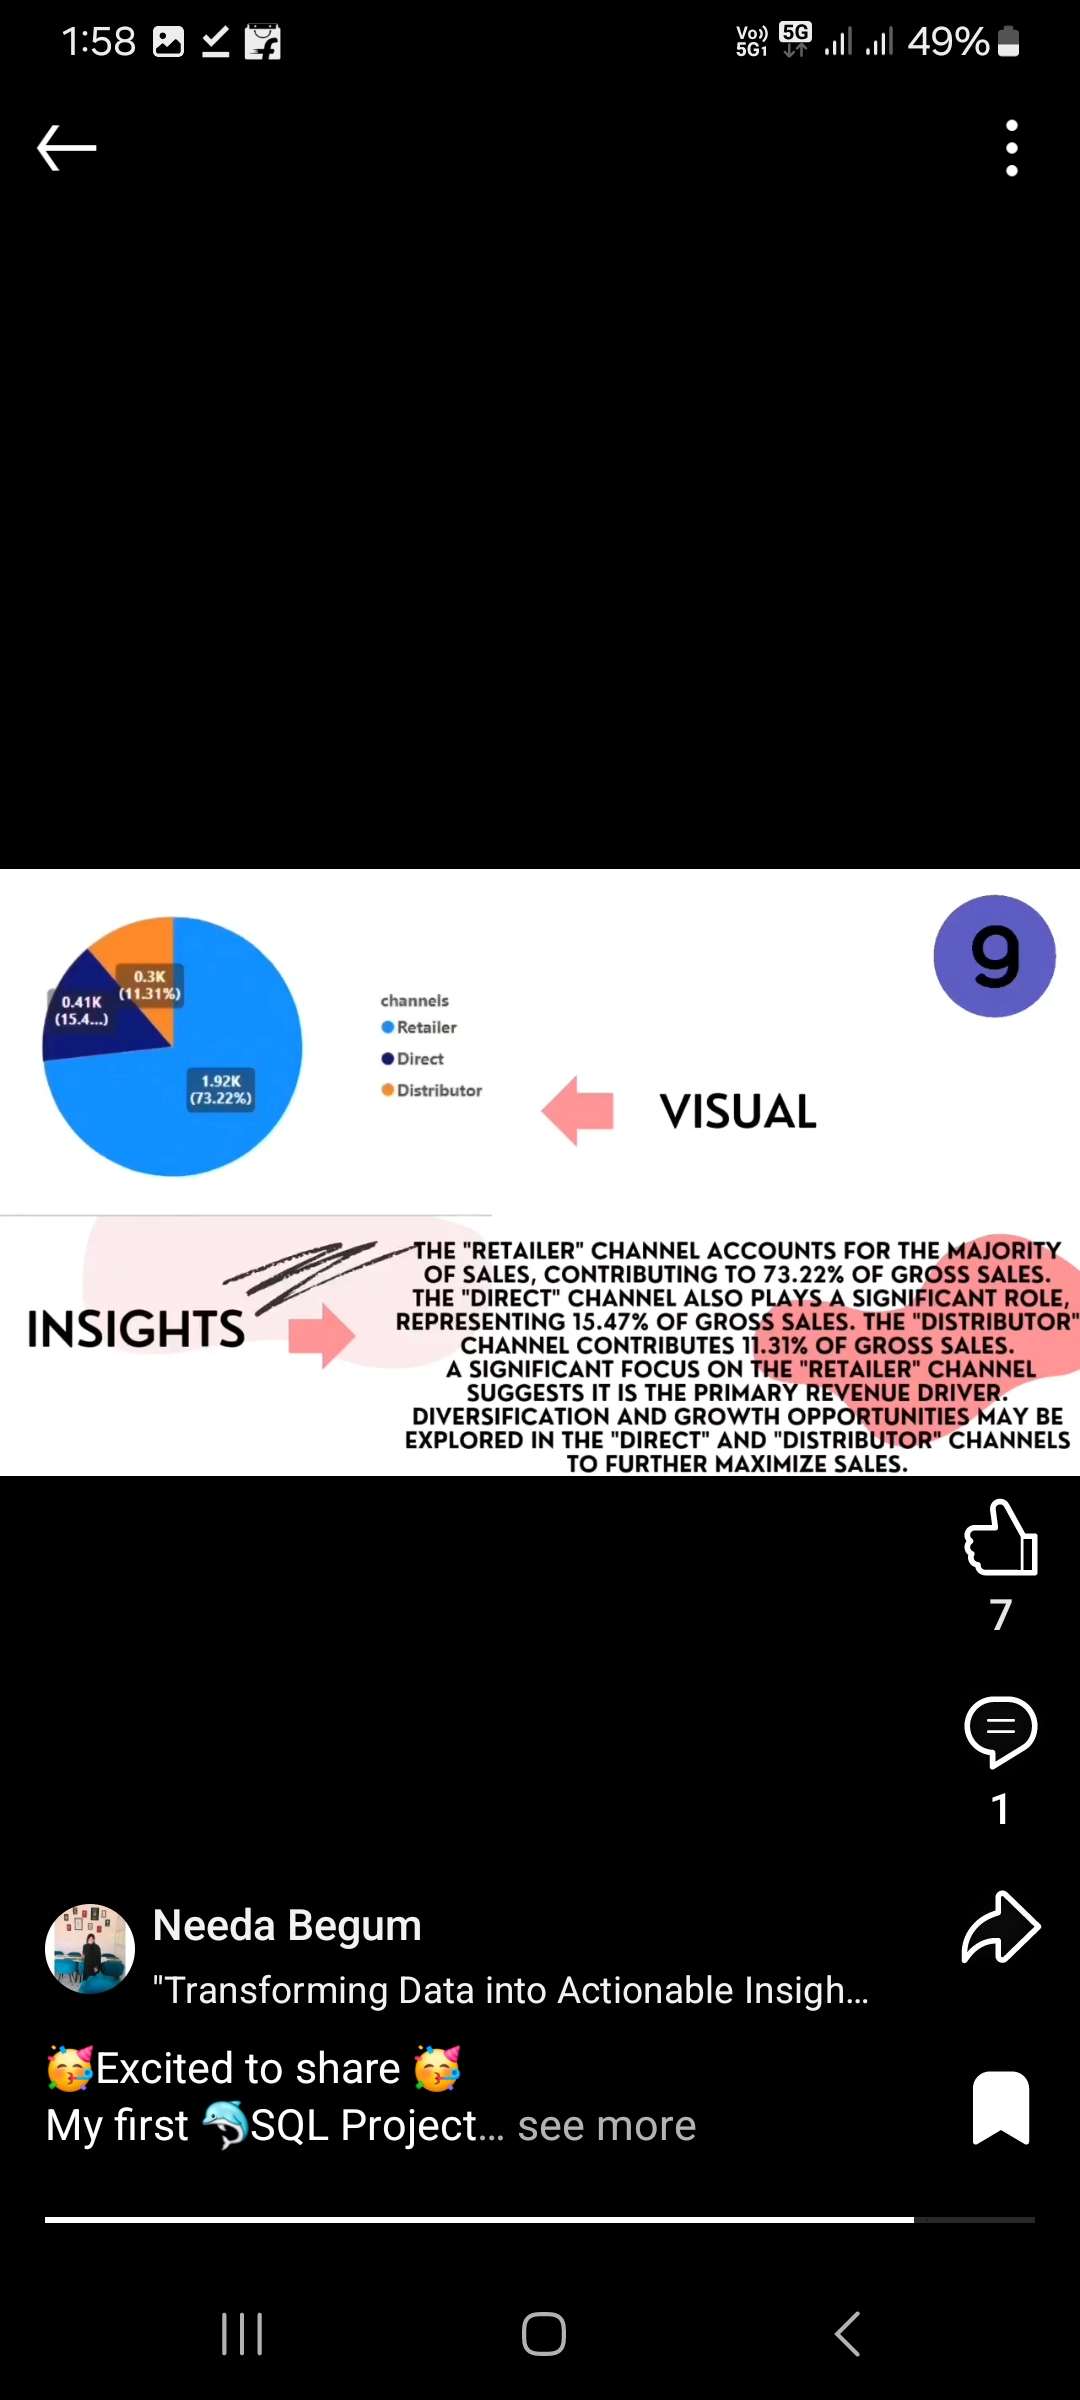 1:58
Vo)) 5G1 5G 49%
9
0.3K
(11.31%)
0.41K
(15.4...)
1.92K
(73.22%)
channels
Retailer
Direct
Distributor
VISUAL
INSIGHTS
THE "RETAILER" CHANNEL ACCOUNTS FOR THE MAJORITY
OF SALES, CONTRIBUTING TO 73.22% OF GROSS SALES.
THE "DIRECT" CHANNEL ALSO PLAYS A SIGNIFICANT ROLE,
REPRESENTING 15.47% OF GROSS SALES. THE "DISTRIBUTOR"
CHANNEL CONTRIBUTES 11.31% OF GROSS SALES.
A SIGNIFICANT FOCUS ON THE "RETAILER" CHANNEL
SUGGESTS IT IS THE PRIMARY REVENUE DRIVER.
DIVERSIFICATION AND GROWTH OPPORTUNITIES MAY BE
EXPLORED IN THE "DIRECT" AND "DISTRIBUTOR" CHANNELS
TO FURTHER MAXIMIZE SALES.
7
1
Needa Begum
"Transforming Data into Actionable Insigh...
🥳Excited to share 🥳
My first 🐬SQL Project... see more